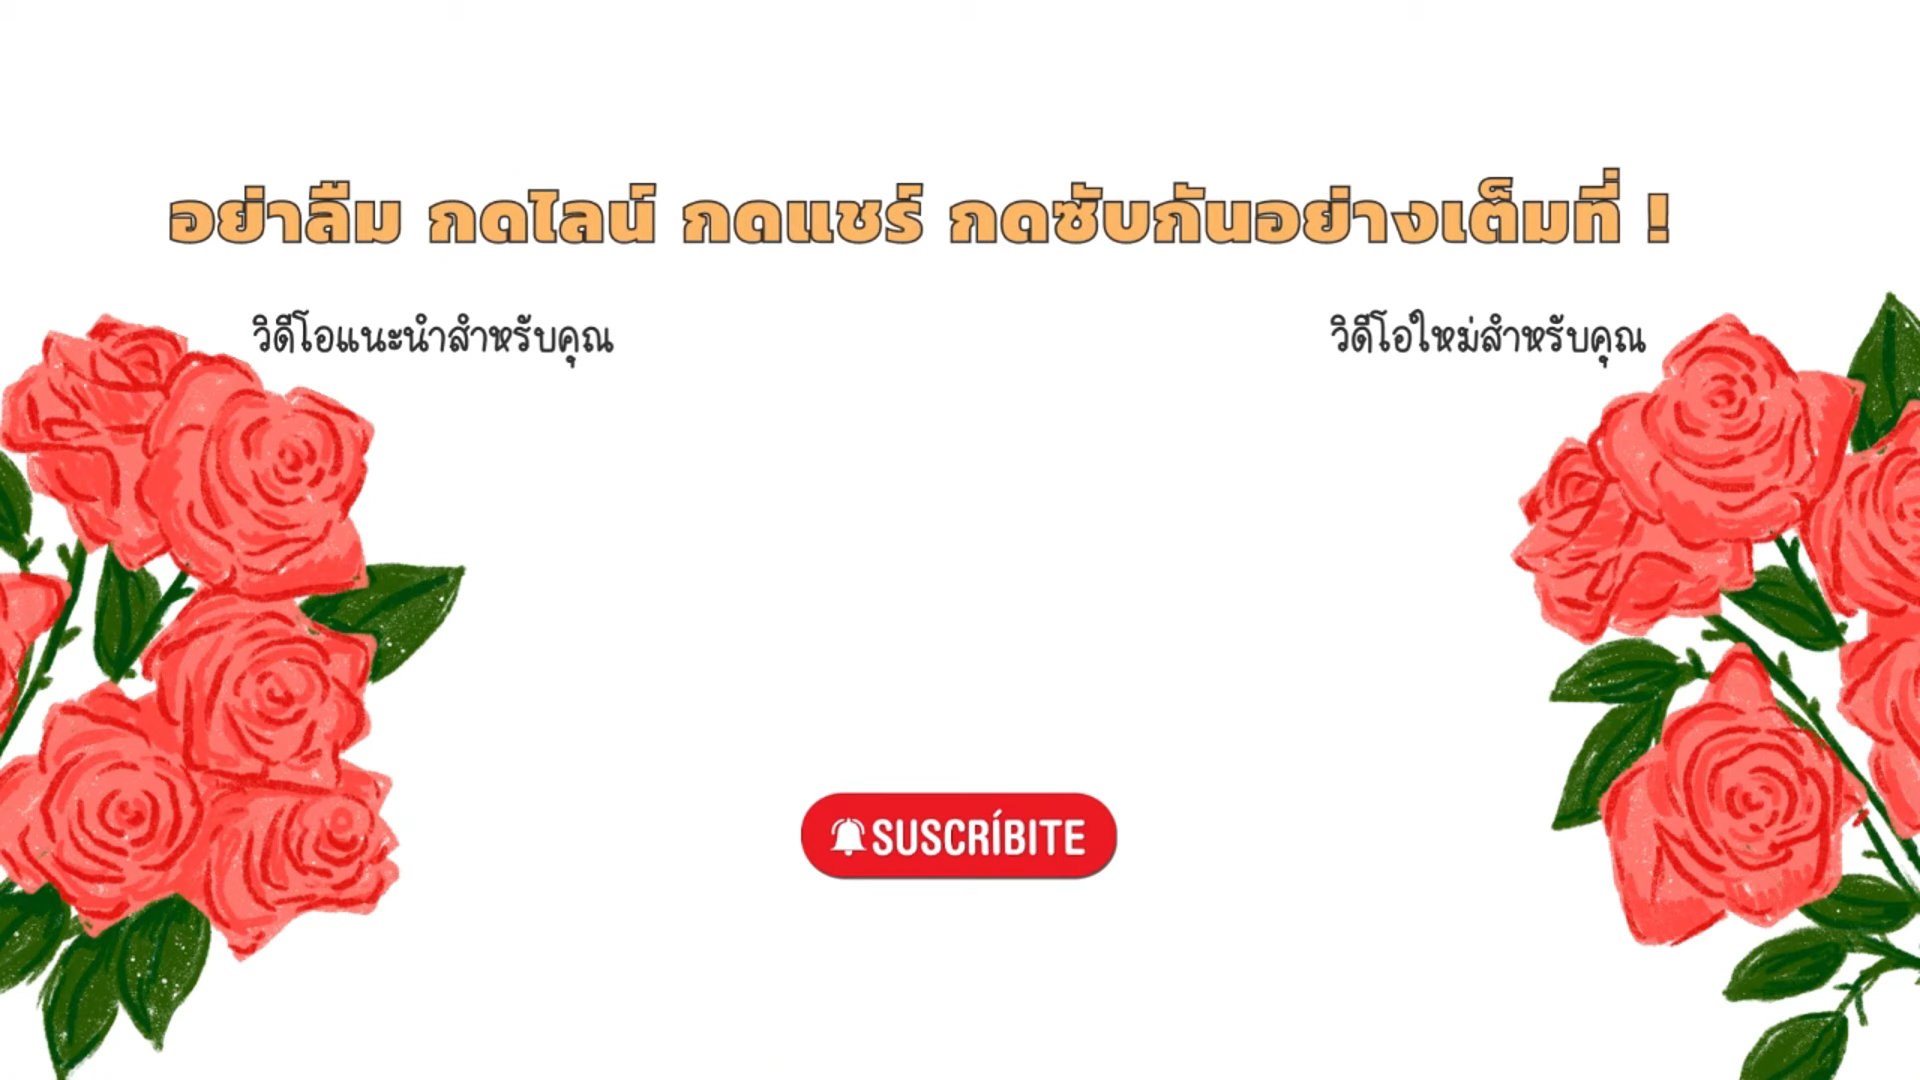 อย่าลืม กดไลน์ กดแชร์ กดซับกันอย่างเต็มที่ !
วิดีโอแนะนำสำหรับคุณ
วิดีโอใหม่สำหรับคุณ
SUSCRÍBITE